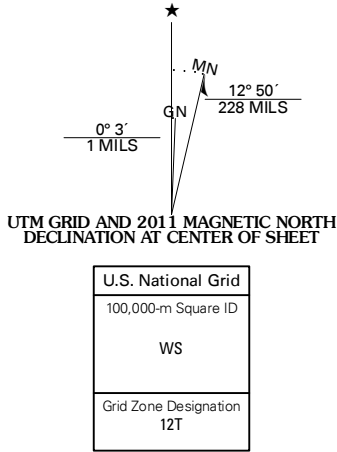 ★
MN
GN
12° 50´
228 MILS
0° 3´
1 MILS
UTM GRID AND 2011 MAGNETIC NORTH
DECLINATION AT CENTER OF SHEET
U.S. National Grid
100,000-m Square ID
WS
Grid Zone Designation
12T